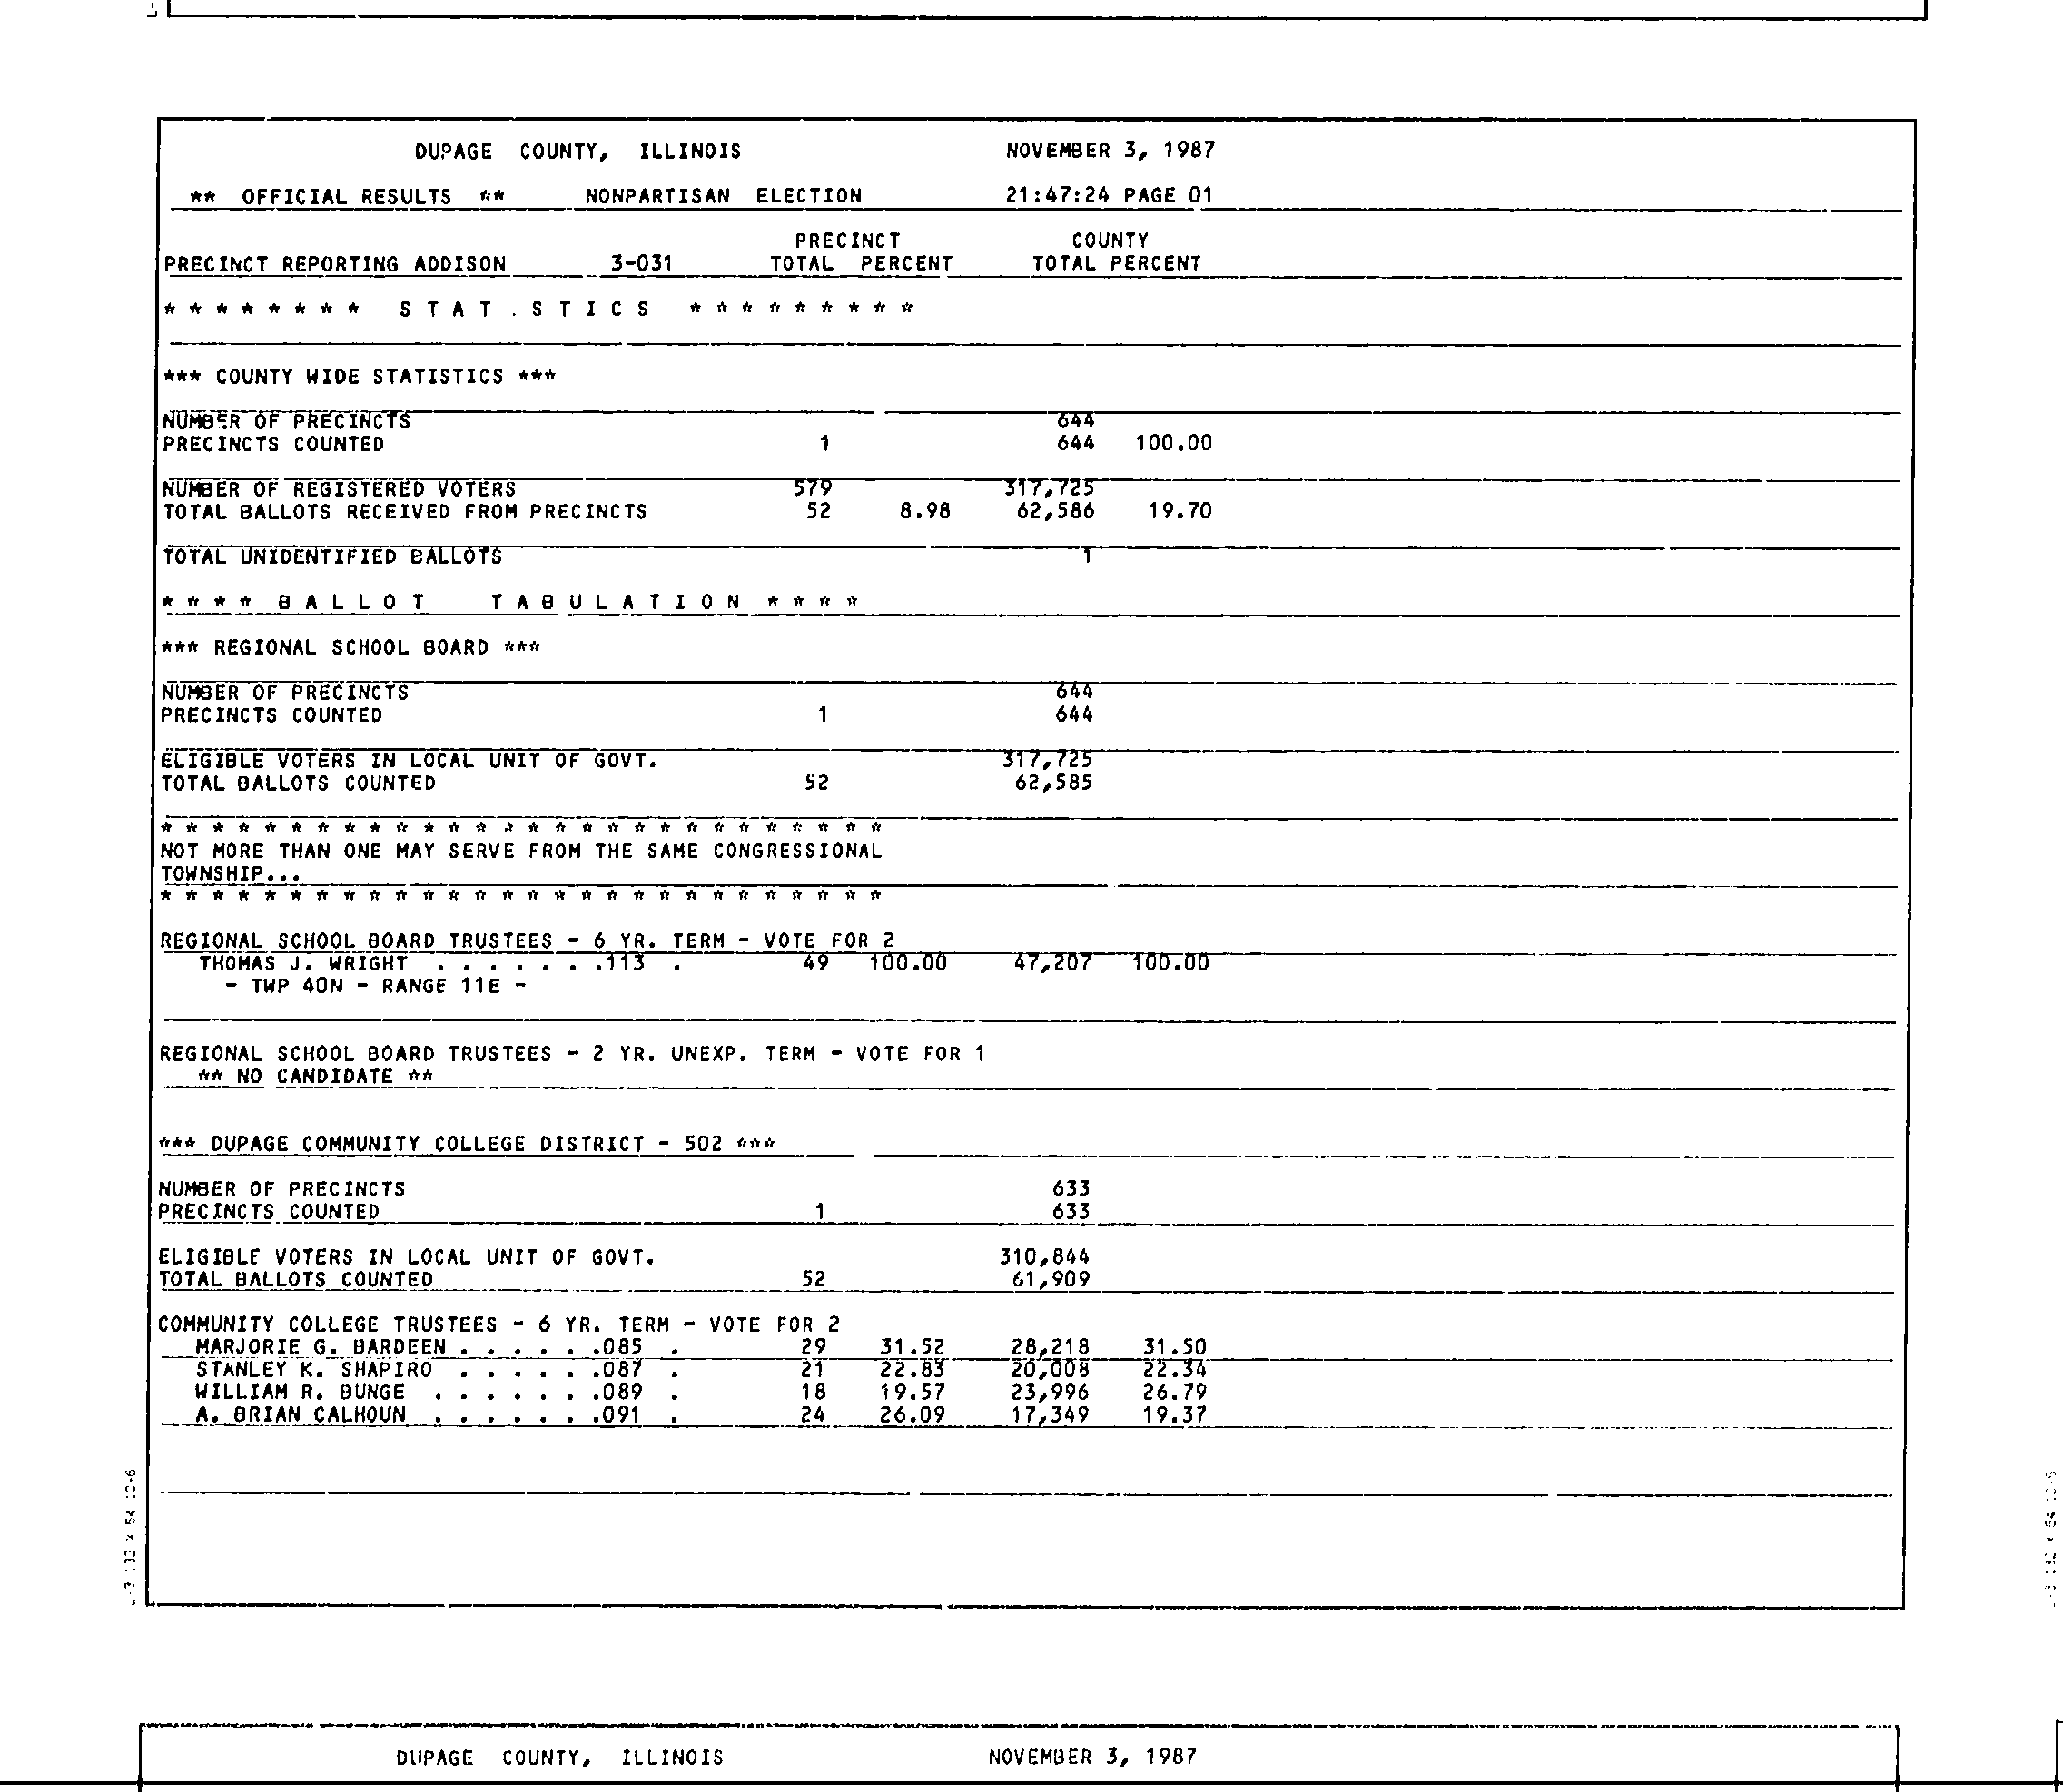 DUPAGE COUNTY, ILLINOIS NOVEMBER 3, 1987
** OFFICIAL RESULTS ** NONPARTISAN ELECTION 21:47:24 PAGE 01
PRECINCT COUNTY
PRECINCT REPORTING ADDISON 3-031 TOTAL PERCENT TOTAL PERCENT
* * * * * * * * S T A T . S T I C S * * * * * * * * *
*** COUNTY WIDE STATISTICS ***
NUMBER OF PRECINCTS 644
PRECINCTS COUNTED 1 644 100.00
NUMBER OF REGISTERED VOTERS 579 317,725
TOTAL BALLOTS RECEIVED FROM PRECINCTS 52 8.98 62,586 19.70
TOTAL UNIDENTIFIED BALLOTS 1
* * * * B A L L O T T A B U L A T I O N * * * *
*** REGIONAL SCHOOL BOARD ***
NUMBER OF PRECINCTS 644
PRECINCTS COUNTED 1 644
ELIGIBLE VOTERS IN LOCAL UNIT OF GOVT. 317,725
TOTAL BALLOTS COUNTED 52 62,585
* * * * * * * * * * * * * * * * * * * * * * * * * * * *
NOT MORE THAN ONE MAY SERVE FROM THE SAME CONGRESSIONAL
TOWNSHIP...
* * * * * * * * * * * * * * * * * * * * * * * * * * * *
REGIONAL SCHOOL BOARD TRUSTEES - 6 YR. TERM - VOTE FOR 2
THOMAS J. WRIGHT . . . . . . .113 . 49 100.00 47,207 100.00
- TWP 40N - RANGE 11E -
REGIONAL SCHOOL BOARD TRUSTEES - 2 YR. UNEXP. TERM - VOTE FOR 1
** NO CANDIDATE **
*** DUPAGE COMMUNITY COLLEGE DISTRICT - 502 ***
NUMBER OF PRECINCTS 633
PRECINCTS COUNTED 1 633
ELIGIBLE VOTERS IN LOCAL UNIT OF GOVT. 310,844
TOTAL BALLOTS COUNTED 52 61,909
COMMUNITY COLLEGE TRUSTEES - 6 YR. TERM - VOTE FOR 2
MARJORIE G. BARDEEN . . . . . .085 . 29 31.52 28,218 31.50
STANLEY K. SHAPIRO . . . . . .087 . 21 22.83 20,008 22.34
WILLIAM R. BUNGE . . . . . . .089 . 18 19.57 23,996 26.79
A. BRIAN CALHOUN . . . . . . .091 . 24 26.09 17,349 19.37
DUPAGE COUNTY, ILLINOIS NOVEMBER 3, 1987